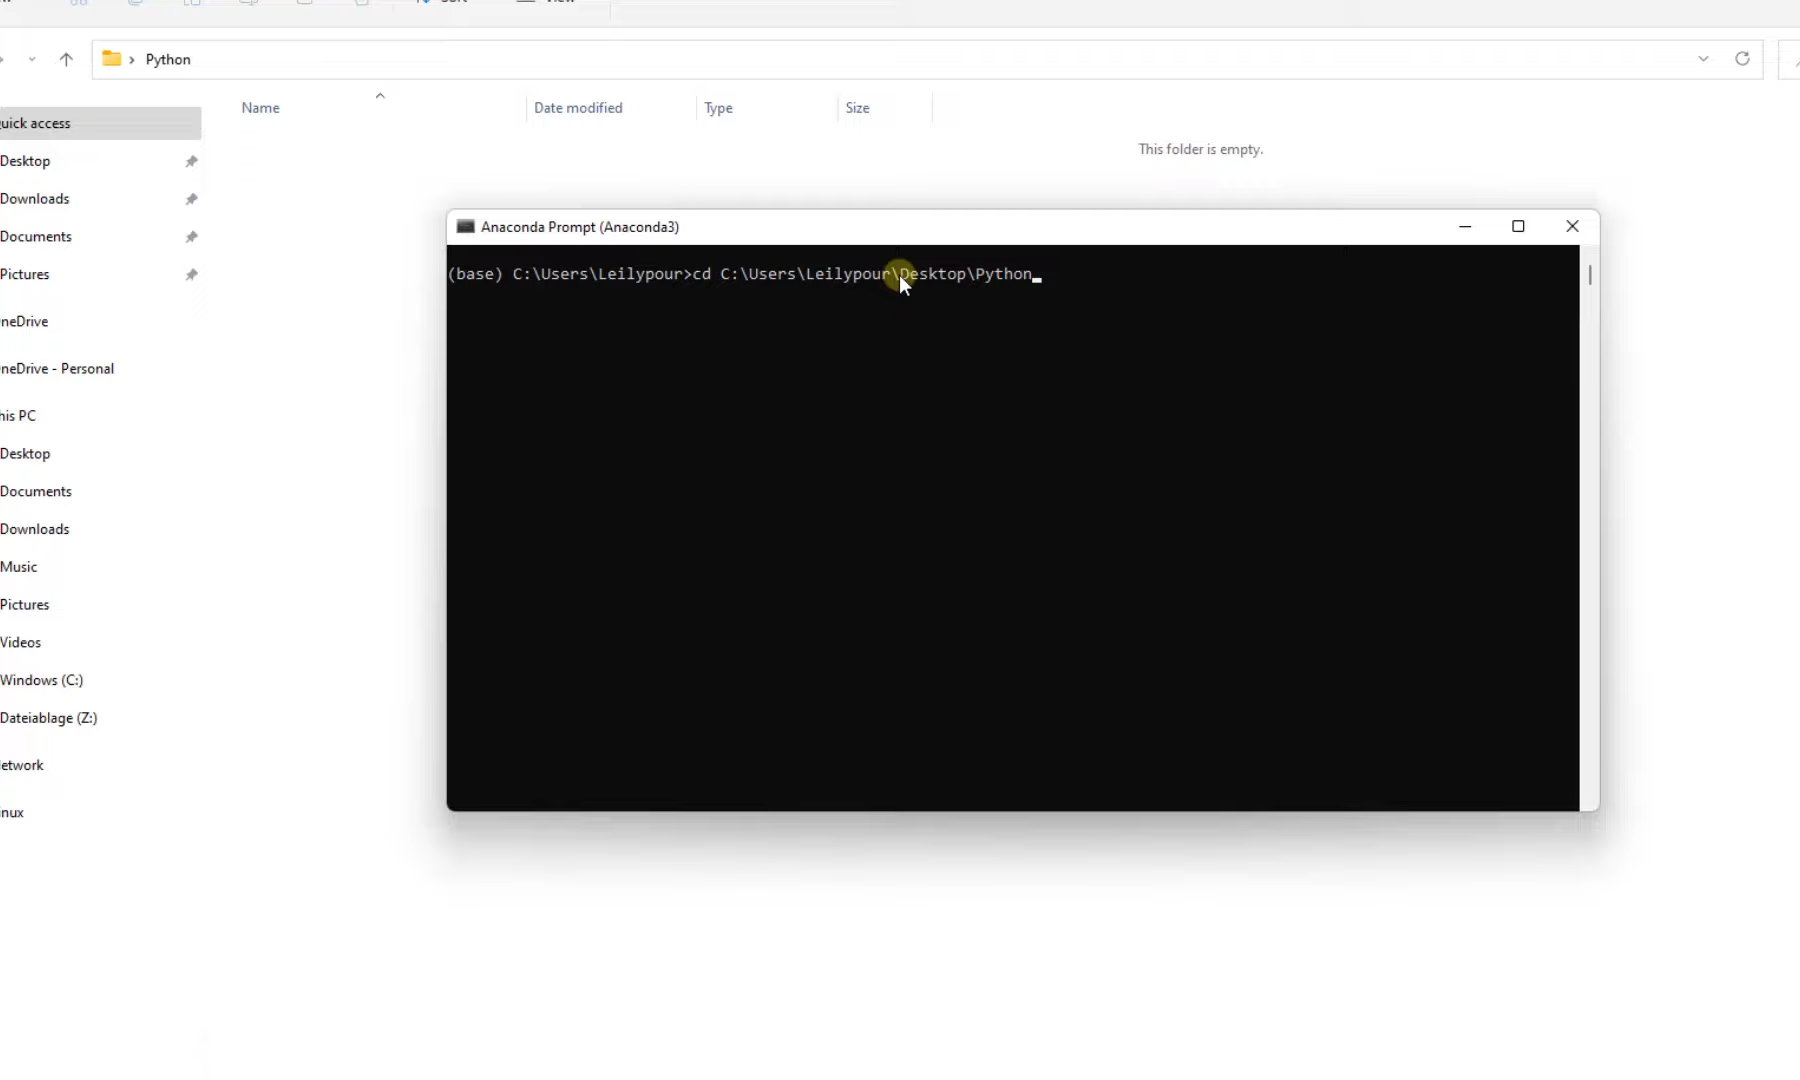 Python
Name
Date modified
Type
Size
uick access
This folder is empty.
Desktop
Downloads
Documents
Pictures
neDrive
neDrive - Personal
his PC
Desktop
Documents
Downloads
Music
Pictures
Videos
Windows (C:)
Dateiablage (Z:)
etwork
inux
Anaconda Prompt (Anaconda3)
(base) C:\Users\Leilypour>cd C:\Users\Leilypour\Desktop\Python